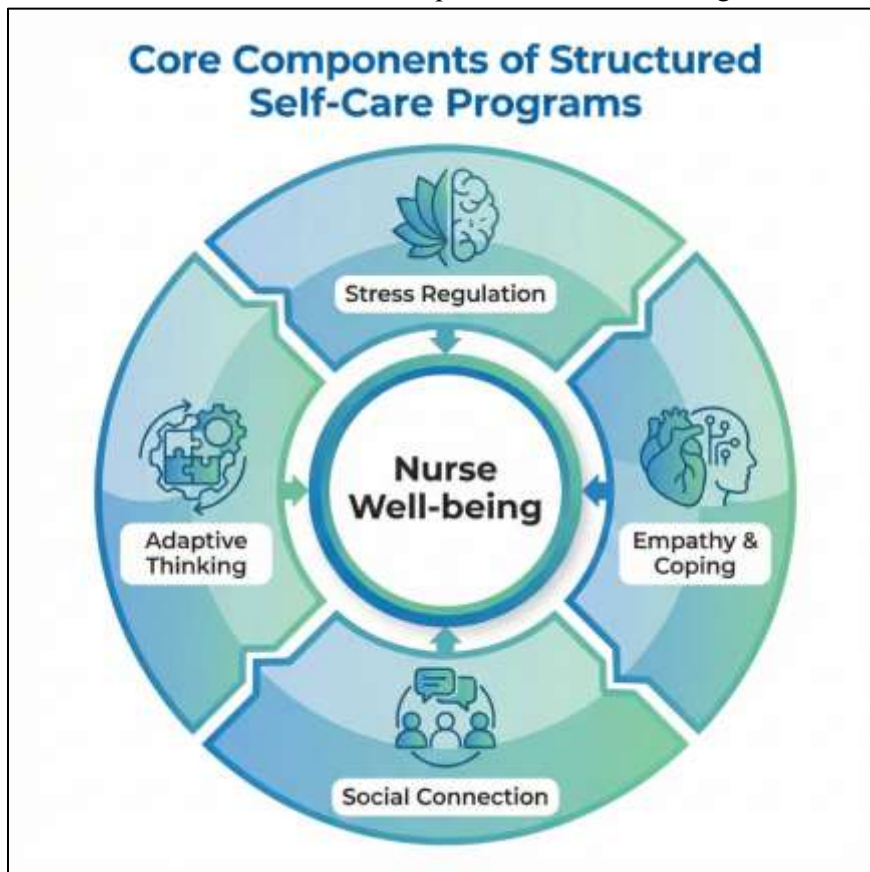 Core Components of Structured
Self-Care Programs
Stress Regulation
Nurse
Well-being
Adaptive
Thinking
Empathy &
Coping
Social Connection